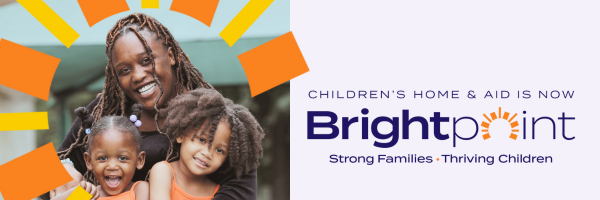 CHILDREN'S HOME & AID IS NOW
Brightpoint
Strong Families • Thriving Children